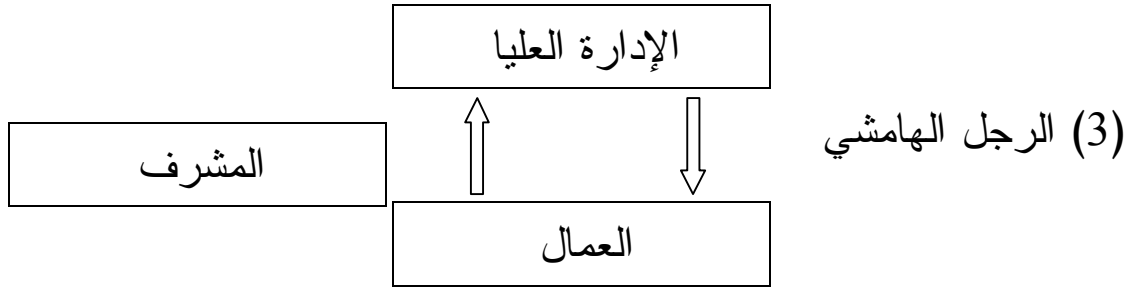 الإدارة العليا
(3) الرجل الهامشي
المشرف
العمال